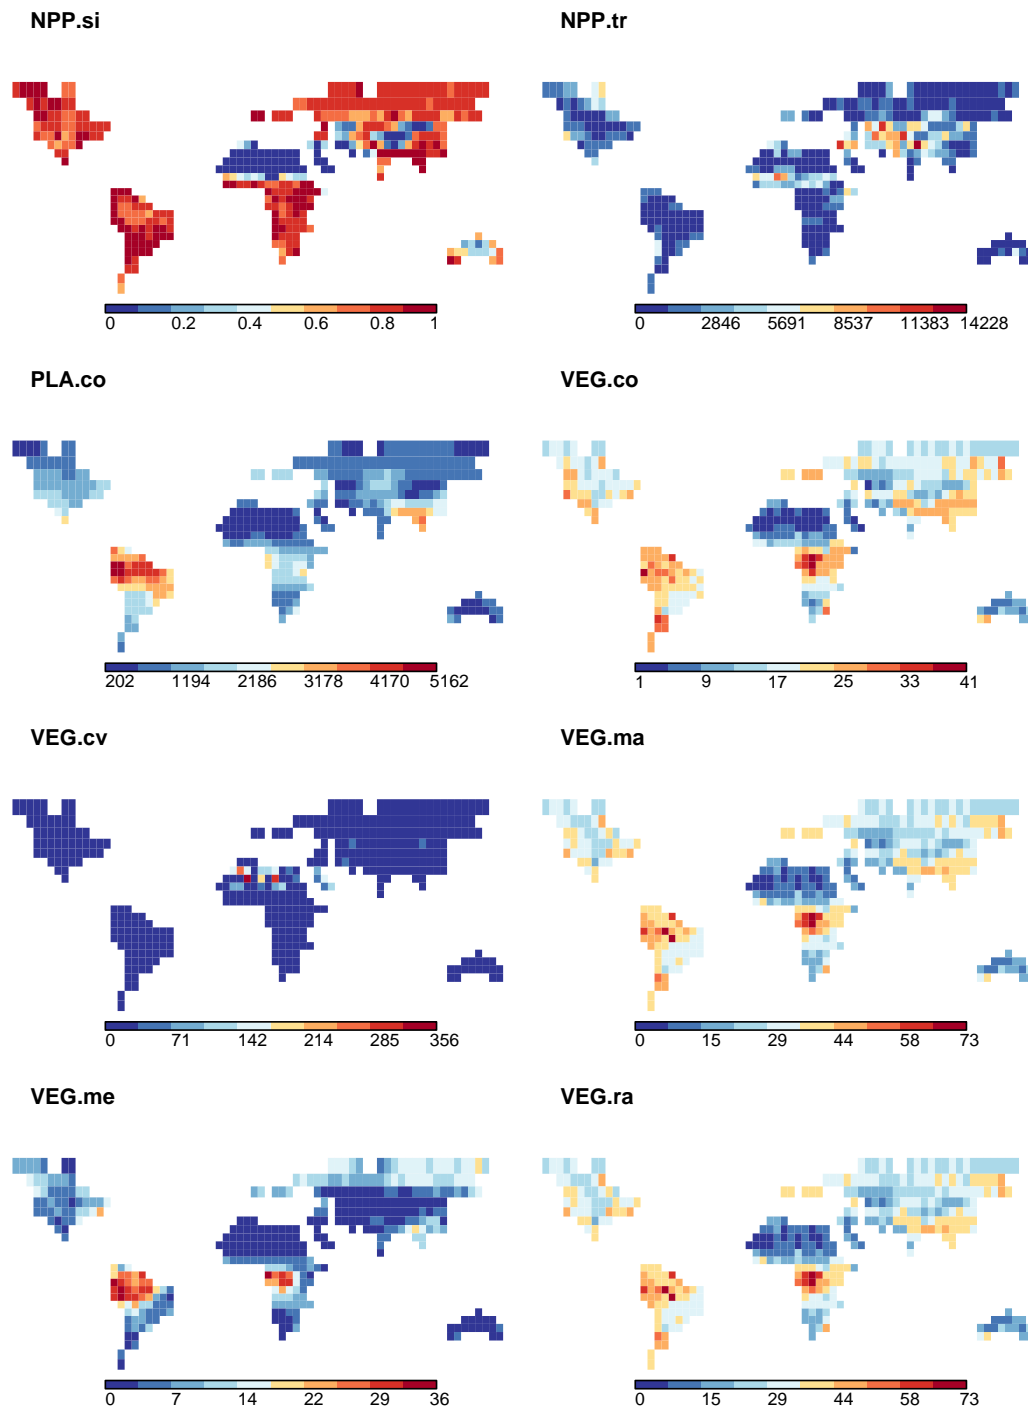 NPP.si NPP.tr
0 0.2 0.4 0.6 0.8 1 0 2846 5691 8537 11383 14228
PLA.co VEG.co
202 1194 2186 3178 4170 5162 1 9 17 25 33 41
VEG.cv VEG.ma
0 71 142 214 285 356 0 15 29 44 58 73
VEG.me VEG.ra
0 7 14 22 29 36 0 15 29 44 58 73